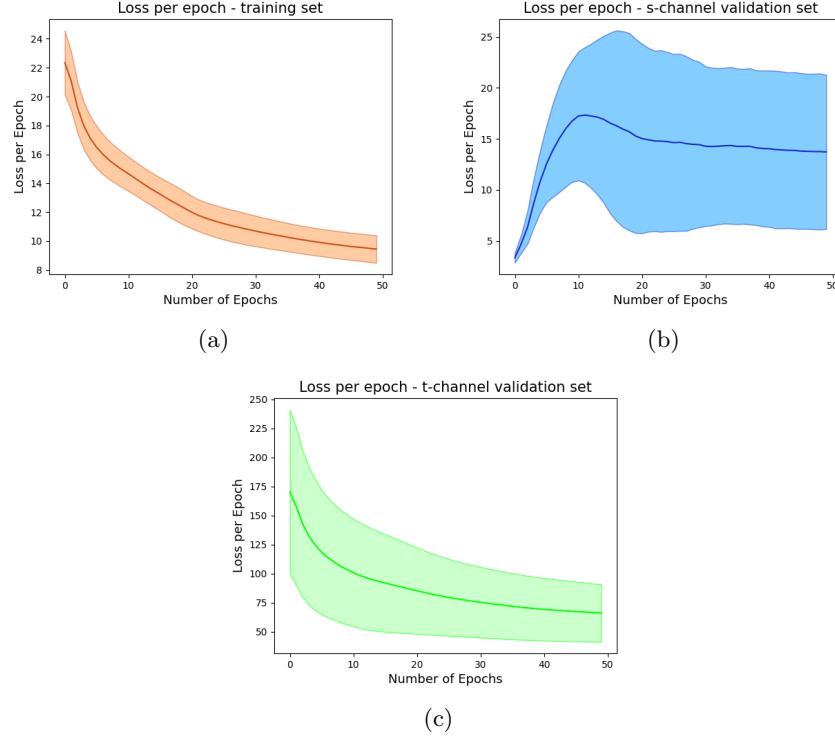 Loss per epoch - training set
24
22
20
18
16
14
12
10
8
Loss per Epoch
0 10 20 30 40 50
Number of Epochs
(a)
Loss per epoch - s-channel validation set
25
20
15
10
5
Loss per Epoch
0 10 20 30 40 50
Number of Epochs
(b)
Loss per epoch - t-channel validation set
250
225
200
175
150
125
100
75
50
Loss per Epoch
0 10 20 30 40 50
Number of Epochs
(c)